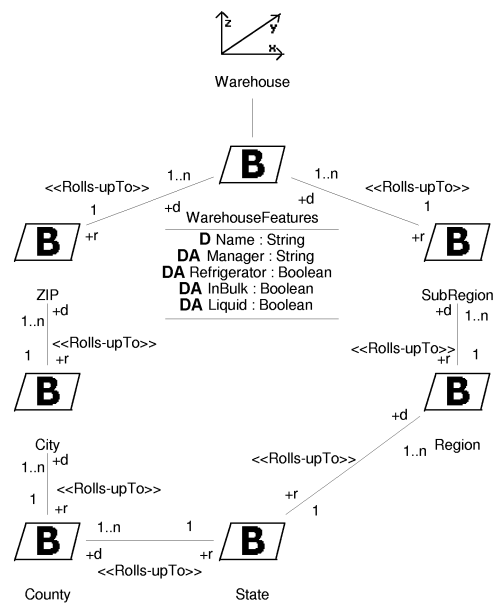 z
y
x
Warehouse
B
1..n 1..n
<<Rolls-upTo>> <<Rolls-upTo>>
1 +d +d 1
WarehouseFeatures
+r +r
B B
D Name : String
DA Manager : String
DA Refrigerator : Boolean
DA InBulk : Boolean
DA Liquid : Boolean
ZIP SubRegion
+d +d
1..n 1..n
<<Rolls-upTo>> <<Rolls-upTo>>
1 +r +r 1
B B
+d
City 1..n Region
1..n +d <<Rolls-upTo>>
<<Rolls-upTo>>
1 +r +r
1
B 1..n 1 B
+d +r
<<Rolls-upTo>>
County State